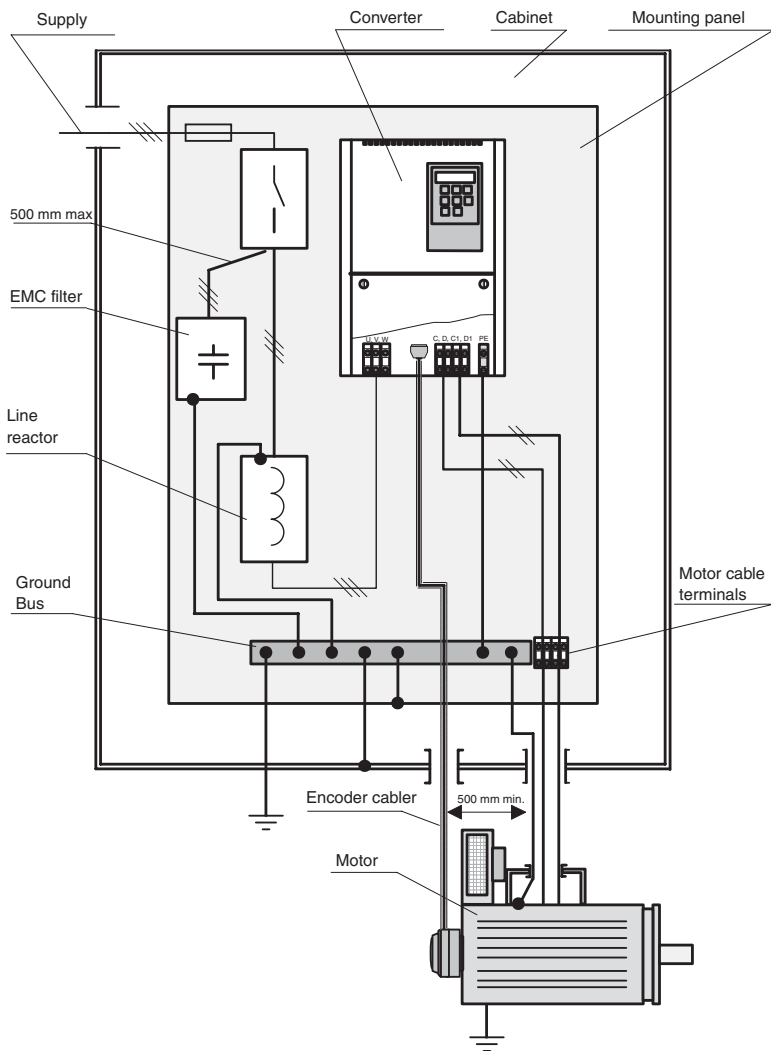 Supply
Converter
Cabinet
Mounting panel
500 mm max
EMC filter
U, V, W
C, D, C1, D1
PE
Line
reactor
Ground
Bus
Motor cable
terminals
Encoder cabler
500 mm min.
Motor